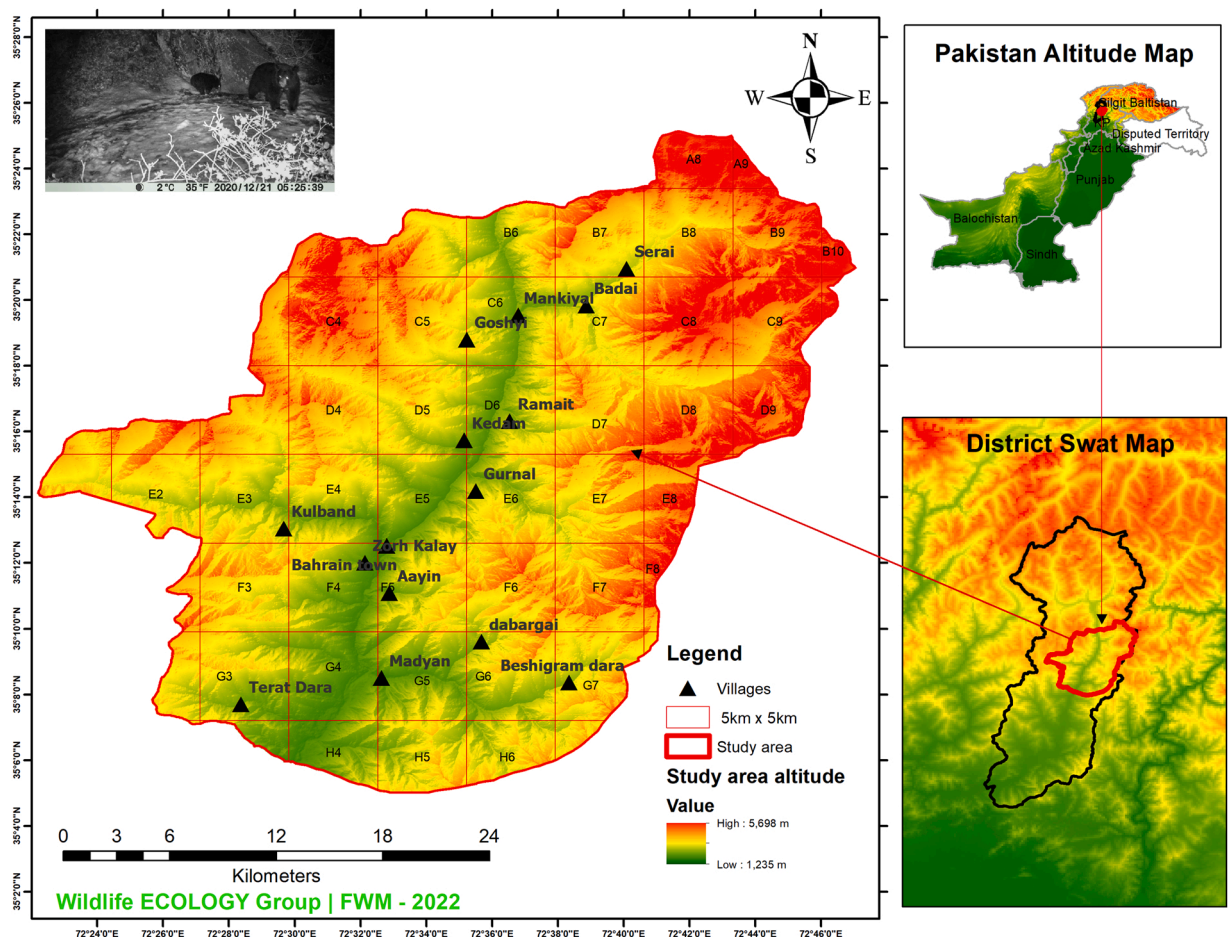 35°28'0"N
35°26'0"N
35°24'0"N
35°22'0"N
35°20'0"N
35°18'0"N
35°16'0"N
35°14'0"N
35°12'0"N
35°10'0"N
35°8'0"N
35°6'0"N
35°4'0"N
35°2'0"N
2°C 35°F 2020/12/21 05:25:39
N
W E
S
A8 A9
B6 B7 B8 B9 B10
Serai
Badai
Mankiyal
C6
Goshyi
C4 C5 C7 C8 C9
Ramait
D4 D5 D6 D7 D8 D9
Kedam
Gurnal
E2 E3 E4 E5 E6 E7 E8
Kulband
Zorh Kalay
Bahrain town
Aayin
F3 F4 F5 F6 F7 F8
dabargai
Madyan
Beshigram dara
G3 G4 G5 G6 G7
Terat Dara
H4 H5 H6
Legend
Villages
5km x 5km
Study area
Study area altitude
Value
High : 5,698 m
Low : 1,235 m
0 3 6 12 18 24
Kilometers
Wildlife ECOLOGY Group | FWM - 2022
72°24'0"E 72°26'0"E 72°28'0"E 72°30'0"E 72°32'0"E 72°34'0"E 72°36'0"E 72°38'0"E 72°40'0"E 72°42'0"E 72°44'0"E 72°46'0"E
Pakistan Altitude Map
Gilgit Baltistan
KP
Disputed Territory
Azad Kashmir
Punjab
Balochistan
Sindh
District Swat Map